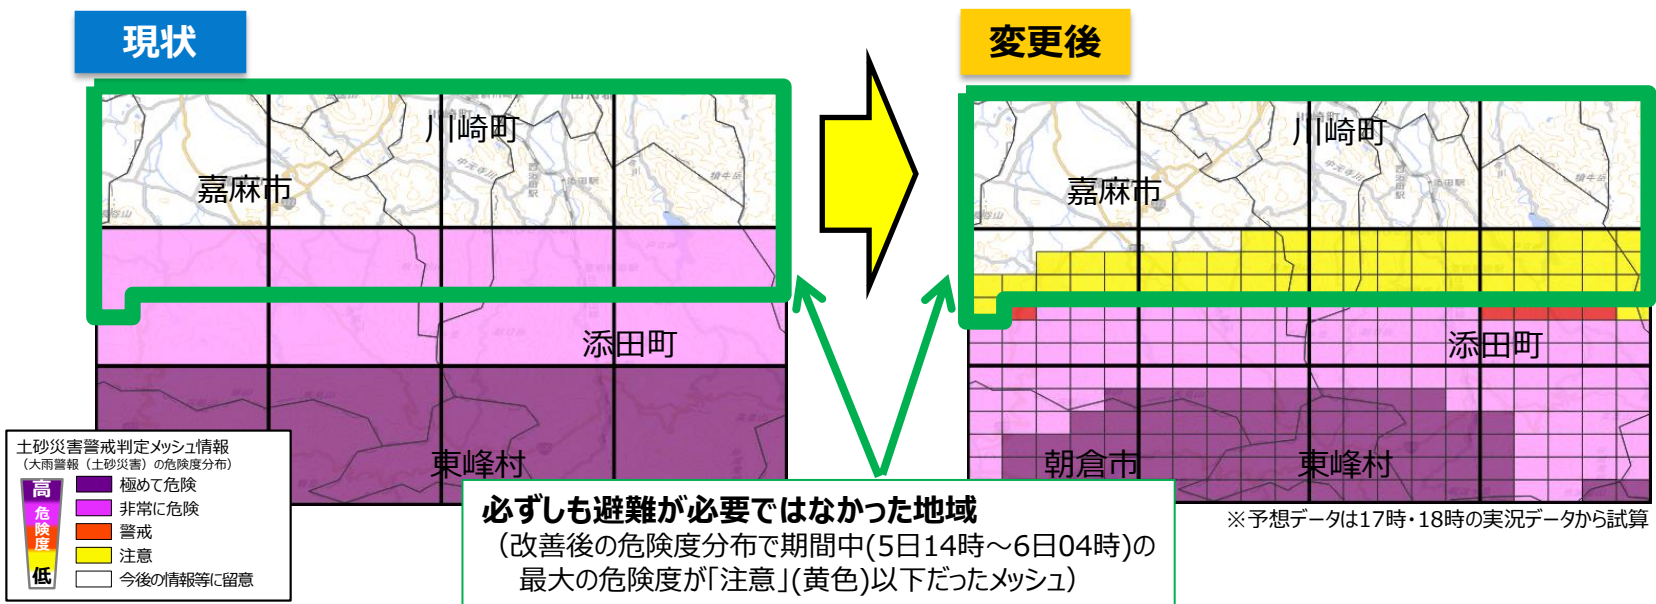 現状
変更後
川崎町
嘉麻市
添田町
東峰村
川崎町
嘉麻市
添田町
朝倉市
東峰村
土砂災害警戒判定メッシュ情報
（大雨警報（土砂災害）の危険度分布）
高
危険度
低
極めて危険
非常に危険
警戒
注意
今後の情報等に留意
必ずしも避難が必要ではなかった地域
（改善後の危険度分布で期間中(5日14時～6日04時)の
最大の危険度が「注意」(黄色)以下だったメッシュ）
※予想データは17時・18時の実況データから試算